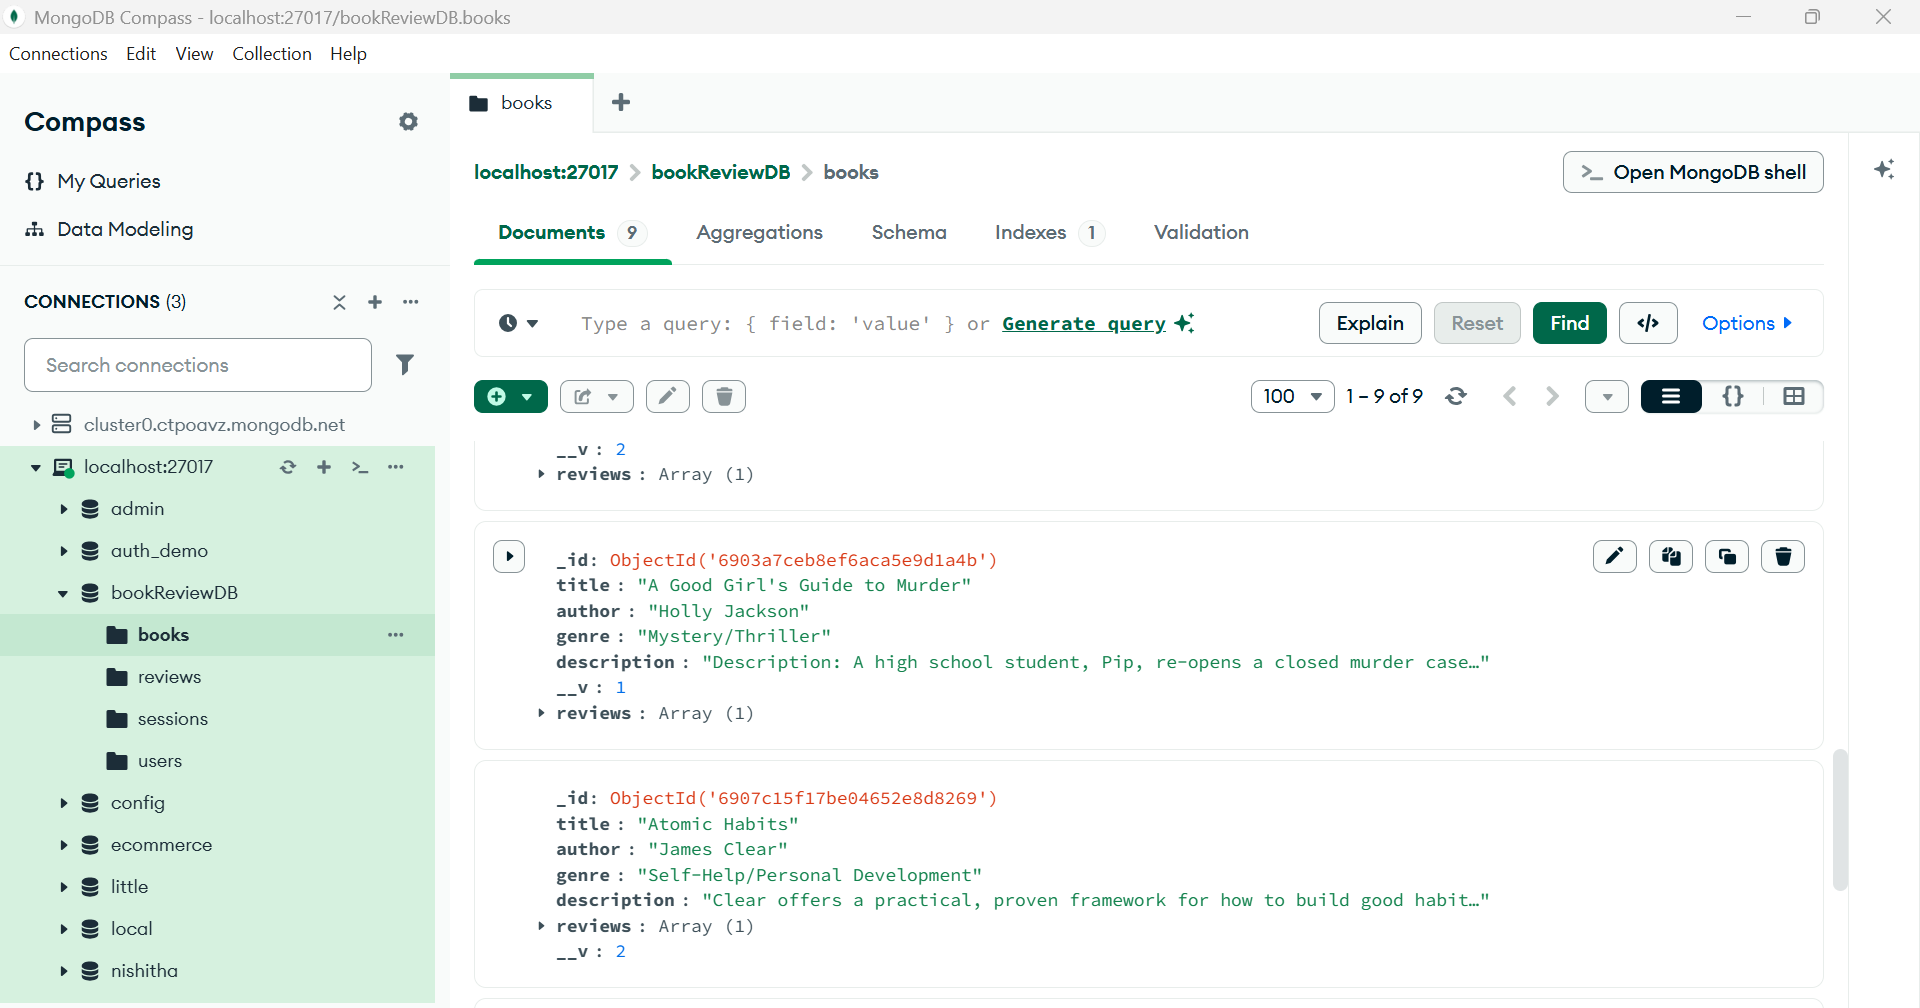 MongoDB Compass - localhost:27017/bookReviewDB.books
Connections Edit View Collection Help
Compass
{} My Queries
Data Modeling
CONNECTIONS (3)
Search connections
cluster0.ctpoavz.mongodb.net
localhost:27017
admin
auth_demo
bookReviewDB
books
reviews
sessions
users
config
ecommerce
little
local
nishitha
books
localhost:27017 > bookReviewDB > books
>_ Open MongoDB shell
Documents 9 Aggregations Schema Indexes 1 Validation
Type a query: { field: 'value' } or Generate query
Explain Reset Find </> Options
100 1 – 9 of 9 {}
__v : 2
reviews : Array (1)
_id: ObjectId('6903a7ceb8ef6aca5e9d1a4b')
title : "A Good Girl's Guide to Murder"
author : "Holly Jackson"
genre : "Mystery/Thriller"
description : "Description: A high school student, Pip, re-opens a closed murder case…"
__v : 1
reviews : Array (1)
_id: ObjectId('6907c15f17be04652e8d8269')
title : "Atomic Habits"
author : "James Clear"
genre : "Self-Help/Personal Development"
description : "Clear offers a practical, proven framework for how to build good habit…"
reviews : Array (1)
__v : 2